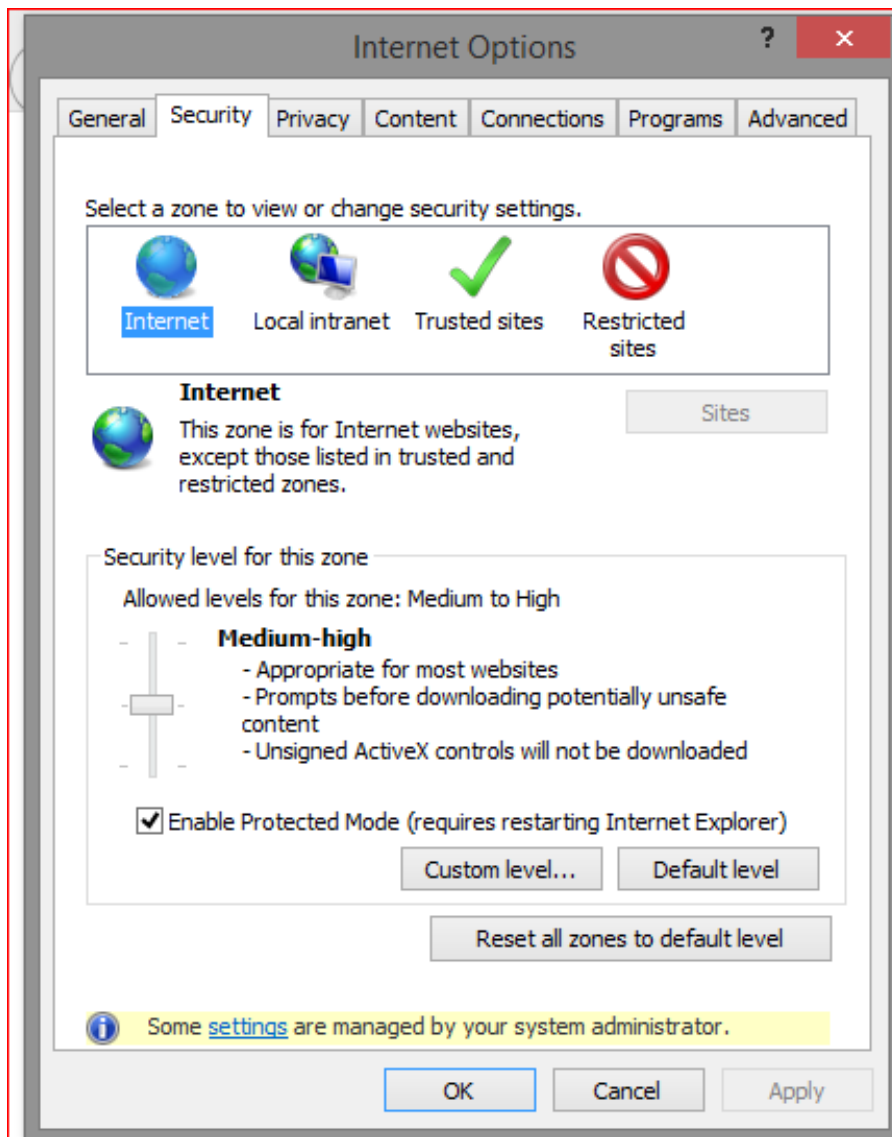 Internet Options
?
General Security Privacy Content Connections Programs Advanced
Select a zone to view or change security settings.
Internet Local intranet Trusted sites Restricted
sites
Internet
This zone is for Internet websites,
except those listed in trusted and
restricted zones.
Sites
Security level for this zone
Allowed levels for this zone: Medium to High
Medium-high
- Appropriate for most websites
- Prompts before downloading potentially unsafe
content
- Unsigned ActiveX controls will not be downloaded
Enable Protected Mode (requires restarting Internet Explorer)
Custom level... Default level
Reset all zones to default level
Some settings are managed by your system administrator.
OK Cancel Apply